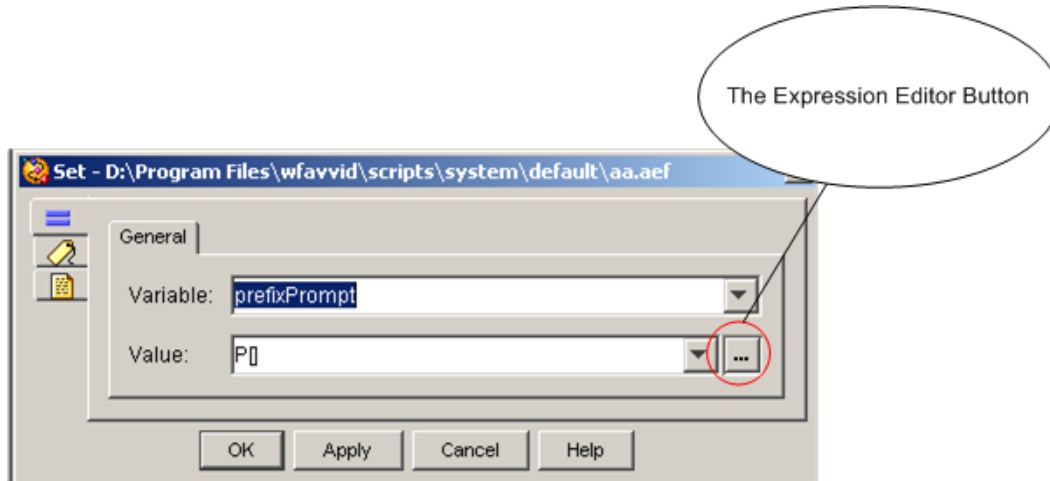 The Expression Editor Button
Set - D:\Program Files\wfavvid\scripts\system\default\aa.aef
General
Variable: prefixPrompt
Value: P[] ...
OK Apply Cancel Help